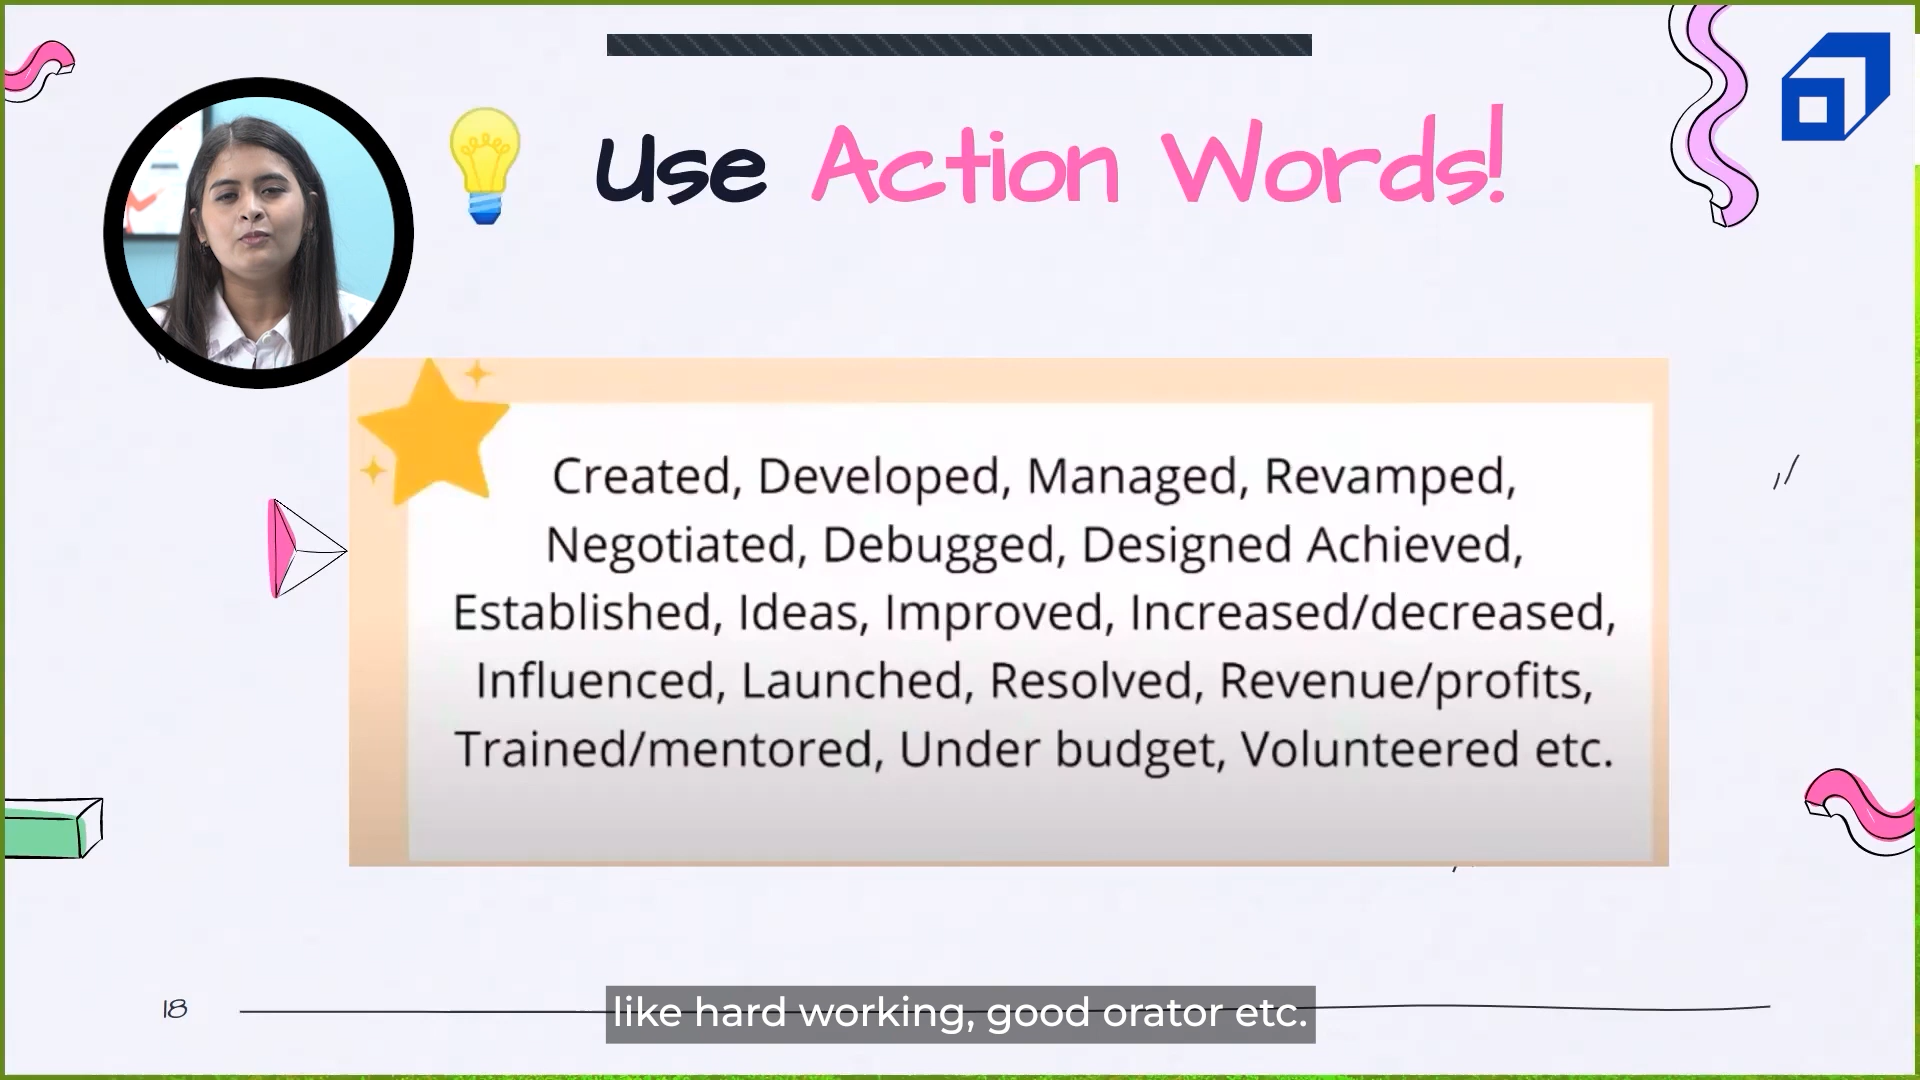 Use Action Words!
Created, Developed, Managed, Revamped,
Negotiated, Debugged, Designed Achieved,
Established, Ideas, Improved, Increased/decreased,
Influenced, Launched, Resolved, Revenue/profits,
Trained/mentored, Under budget, Volunteered etc.
18
like hard working, good orator etc.